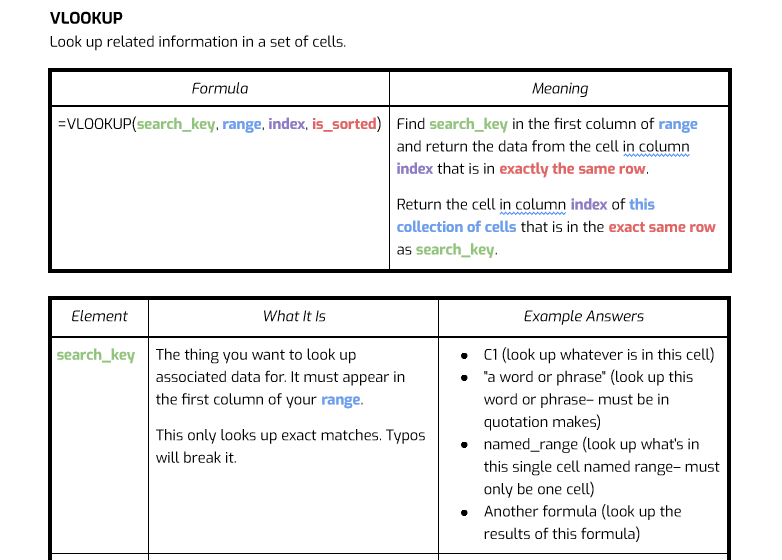 VLOOKUP
Look up related information in a set of cells.
Formula
Meaning
=VLOOKUP(search_key, range, index, is_sorted)
Find search_key in the first column of range
and return the data from the cell in column
index that is in exactly the same row.
Return the cell in column index of this
collection of cells that is in the exact same row
as search_key.
Element
What It Is
Example Answers
search_key
The thing you want to look up
associated data for. It must appear in
the first column of your range.
This only looks up exact matches. Typos
will break it.
● C1 (look up whatever is in this cell)
● "a word or phrase" (look up this
word or phrase– must be in
quotation makes)
● named_range (look up what's in
this single cell named range– must
only be one cell)
● Another formula (look up the
results of this formula)